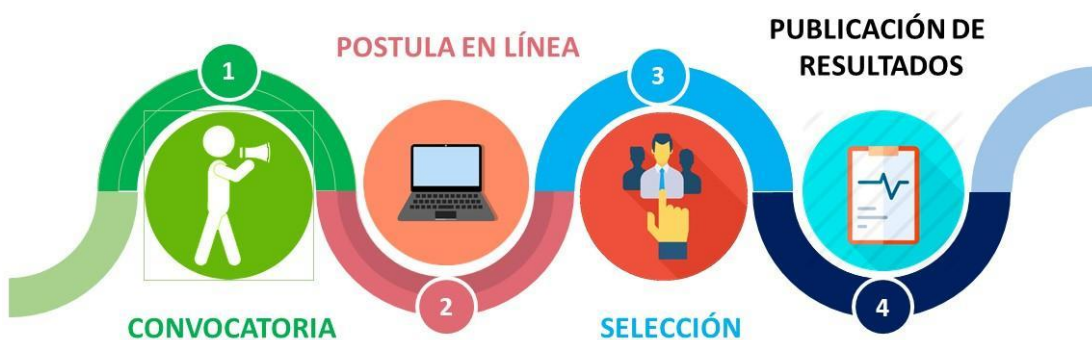 1
CONVOCATORIA
POSTULA EN LÍNEA
2
3
SELECCIÓN
PUBLICACIÓN DE
RESULTADOS
4